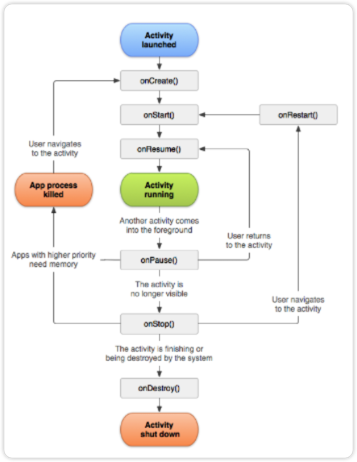 Activity
launched
onCreate()
onStart()
onRestart()
onResume()
User navigates
to the activity
App process
killed
Activity
running
Another activity comes
into the foreground
User returns
to the activity
Apps with higher priority
need memory
onPause()
The activity is
no longer visible
User navigates
to the activity
onStop()
The activity is finishing or
being destroyed by the system
onDestroy()
Activity
shut down